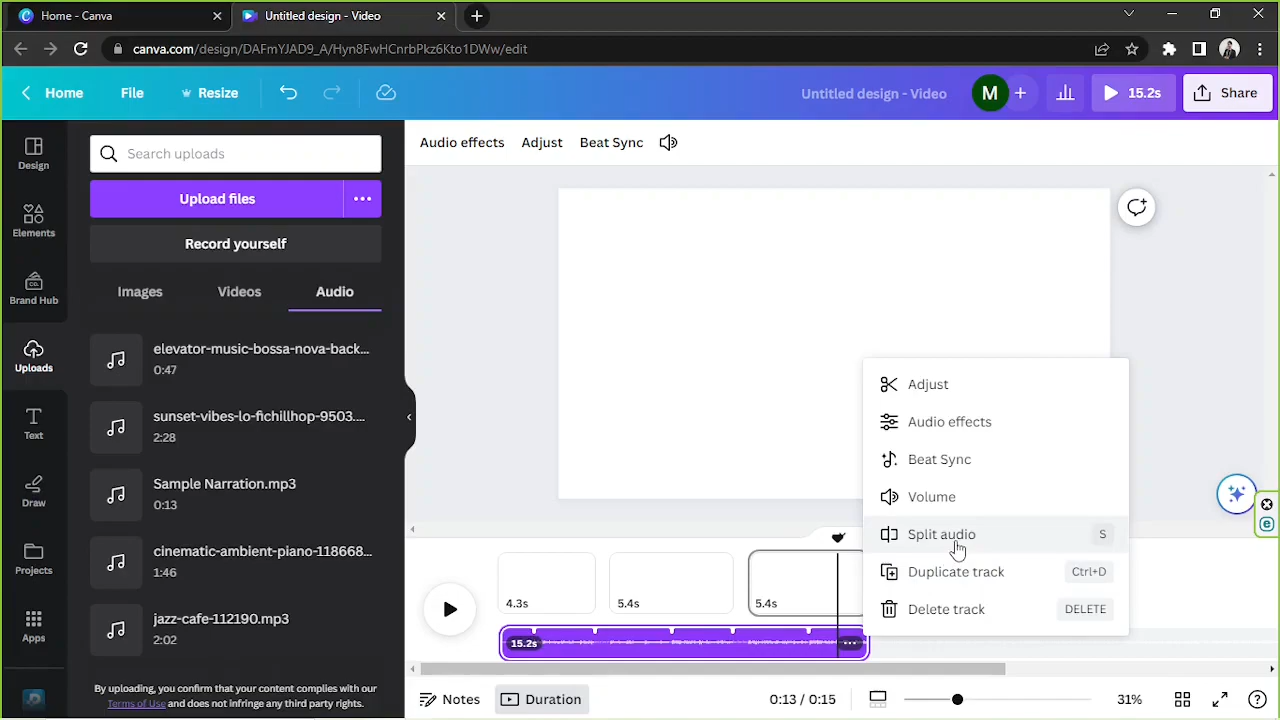 Home - Canva
Untitled design - Video
canva.com/design/DAFmYJAD9_A/Hyn8FwHCnrbPkz6Kto1DWw/edit
Home
File
Resize
Untitled design - Video
M
15.2s
Share
Design
Elements
Brand Hub
Uploads
Text
Draw
Projects
Apps
Search uploads
Upload files
Record yourself
Images
Videos
Audio
elevator-music-bossa-nova-back...
0:47
sunset-vibes-lo-fichillhop-9503....
2:28
Sample Narration.mp3
0:13
cinematic-ambient-piano-118668...
1:46
jazz-cafe-112190.mp3
2:02
By uploading, you confirm that your content complies with our
Terms of Use and does not infringe any third party rights.
Audio effects
Adjust
Beat Sync
Adjust
Audio effects
Beat Sync
Volume
Split audio S
Duplicate track Ctrl+D
Delete track DELETE
4.3s
5.4s
5.4s
15.2s
Notes
Duration
0:13 / 0:15
31%